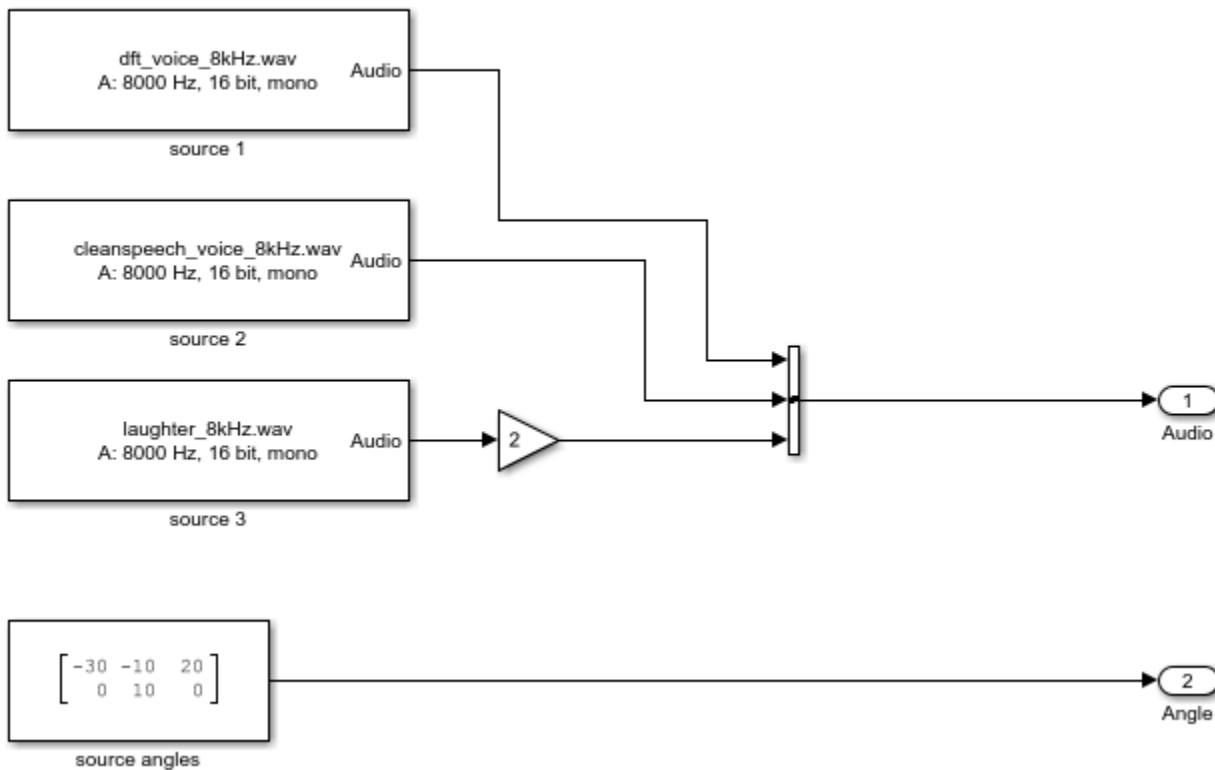 dft_voice_8kHz.wav
A: 8000 Hz, 16 bit, mono
Audio
source 1
cleanspeech_voice_8kHz.wav
A: 8000 Hz, 16 bit, mono
Audio
source 2
laughter_8kHz.wav
A: 8000 Hz, 16 bit, mono
Audio
source 3
2
1
Audio
-30 -10 20
0 10 0
source angles
2
Angle